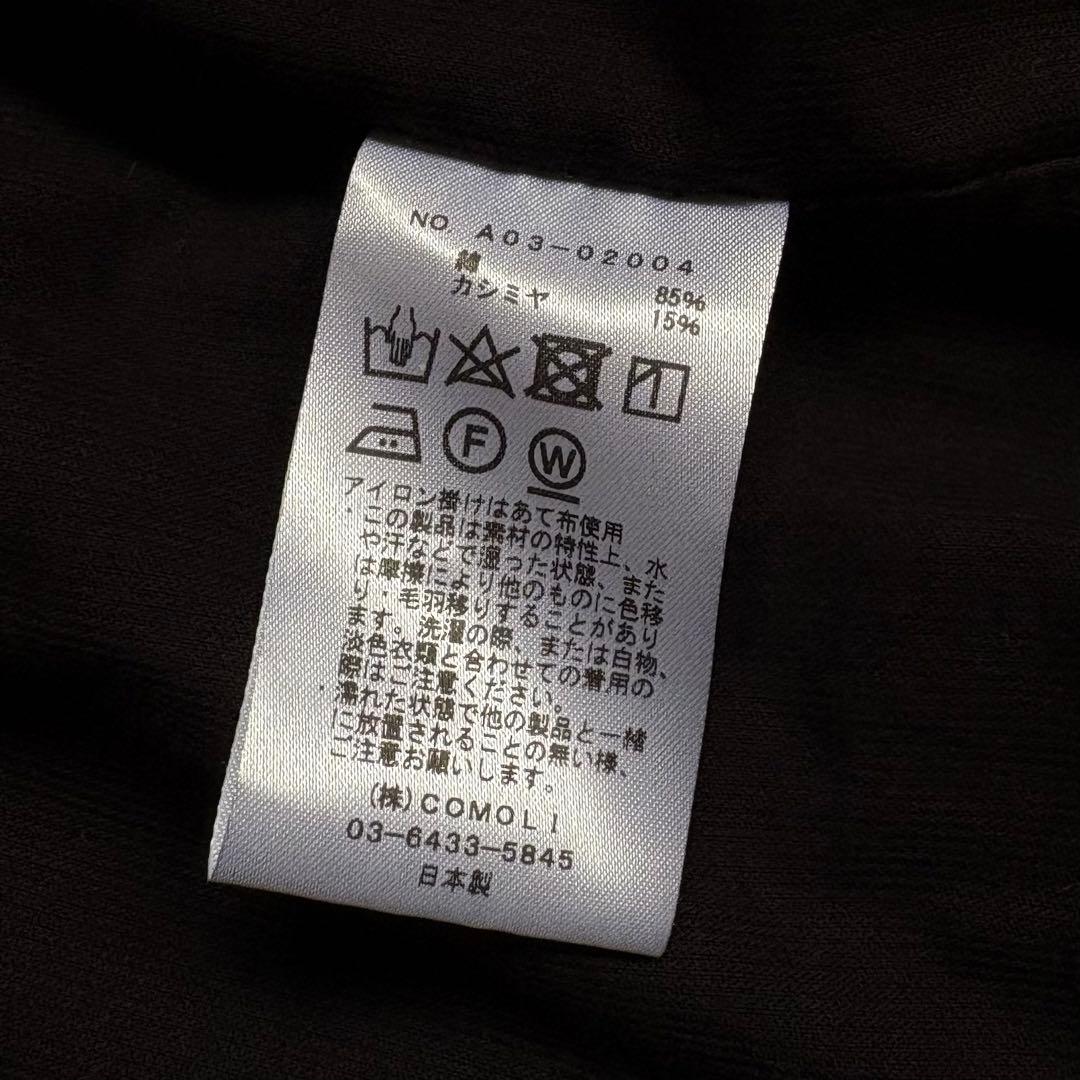 NO. A03-02004
綿 85%
カシミヤ 15%
F W
アイロン掛けはあて布使用
・この製品は素材の特性上、水
や汗などで湿った状態、また
は摩擦により他のものに色移
り・毛羽移りすることがあり
ます。洗濯の際、または白物、
淡色衣類と合わせての着用の
際はご注意ください。
・濡れた状態で他の製品と一緒
に放置されることの無い様、
ご注意お願いします。
(株)COMOLI
03-6433-5845
日本製